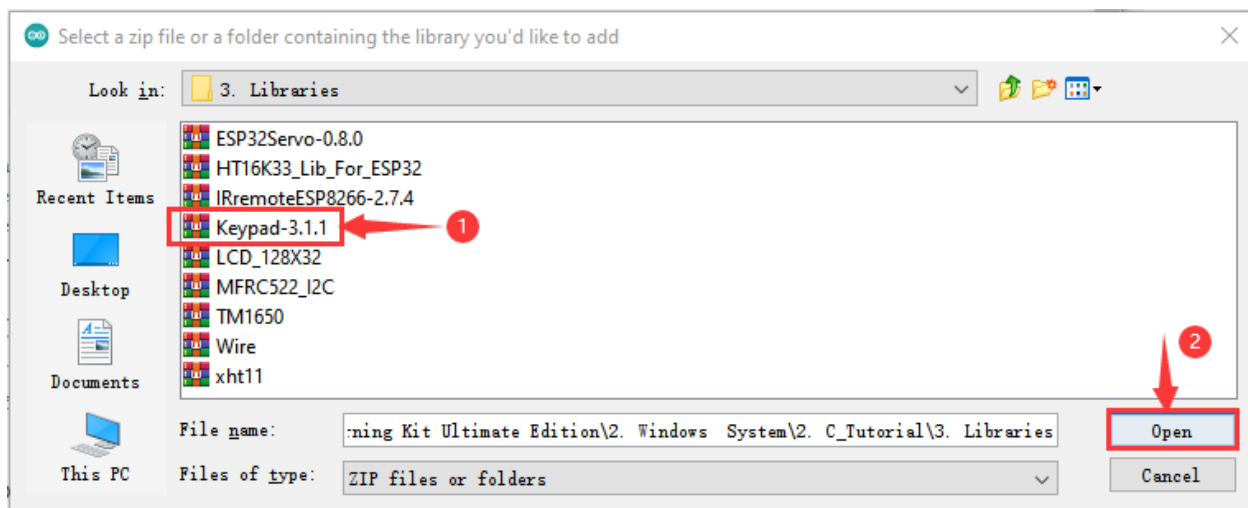 Select a zip file or a folder containing the library you'd like to add
Look in:
3. Libraries
Recent Items
Desktop
Documents
This PC
ESP32Servo-0.8.0
HT16K33_Lib_For_ESP32
IRremoteESP8266-2.7.4
Keypad-3.1.1
1
LCD_128X32
MFRC522_I2C
TM1650
Wire
xht11
2
File name:
:ning Kit Ultimate Edition\2. Windows  System\2. C_Tutorial\3. Libraries
Open
Files of type:
ZIP files or folders
Cancel